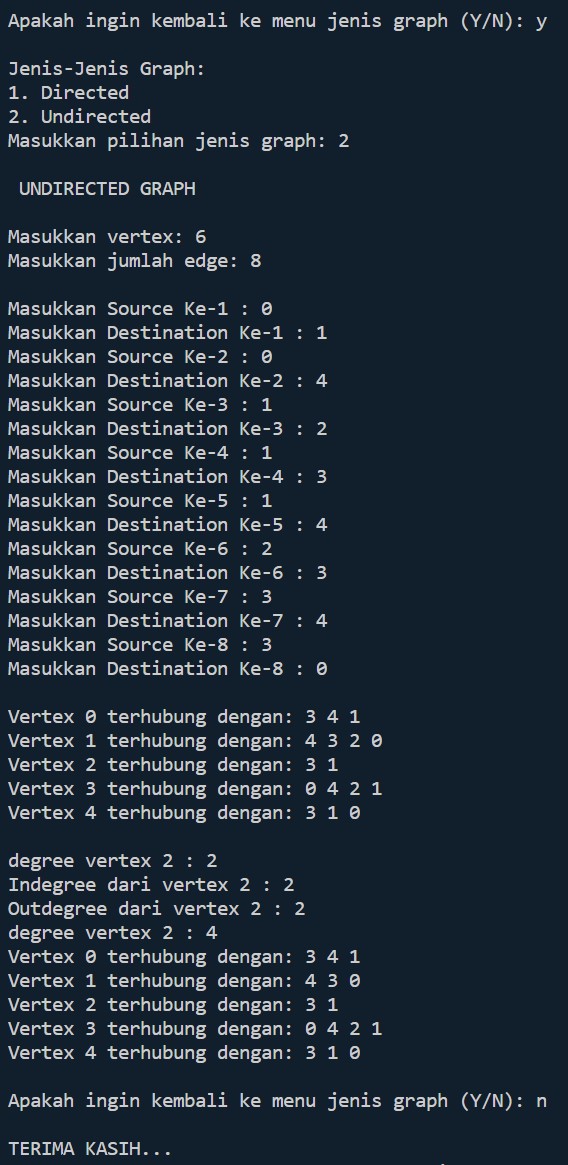 Apakah ingin kembali ke menu jenis graph (Y/N): y
Jenis-Jenis Graph:
1. Directed
2. Undirected
Masukkan pilihan jenis graph: 2
UNDIRECTED GRAPH
Masukkan vertex: 6
Masukkan jumlah edge: 8
Masukkan Source Ke-1 : 0
Masukkan Destination Ke-1 : 1
Masukkan Source Ke-2 : 0
Masukkan Destination Ke-2 : 4
Masukkan Source Ke-3 : 1
Masukkan Destination Ke-3 : 2
Masukkan Source Ke-4 : 1
Masukkan Destination Ke-4 : 3
Masukkan Source Ke-5 : 1
Masukkan Destination Ke-5 : 4
Masukkan Source Ke-6 : 2
Masukkan Destination Ke-6 : 3
Masukkan Source Ke-7 : 3
Masukkan Destination Ke-7 : 4
Masukkan Source Ke-8 : 3
Masukkan Destination Ke-8 : 0
Vertex 0 terhubung dengan: 3 4 1
Vertex 1 terhubung dengan: 4 3 2 0
Vertex 2 terhubung dengan: 3 1
Vertex 3 terhubung dengan: 0 4 2 1
Vertex 4 terhubung dengan: 3 1 0
degree vertex 2 : 2
Indegree dari vertex 2 : 2
Outdegree dari vertex 2 : 2
degree vertex 2 : 4
Vertex 0 terhubung dengan: 3 4 1
Vertex 1 terhubung dengan: 4 3 0
Vertex 2 terhubung dengan: 3 1
Vertex 3 terhubung dengan: 0 4 2 1
Vertex 4 terhubung dengan: 3 1 0
Apakah ingin kembali ke menu jenis graph (Y/N): n
TERIMA KASIH...